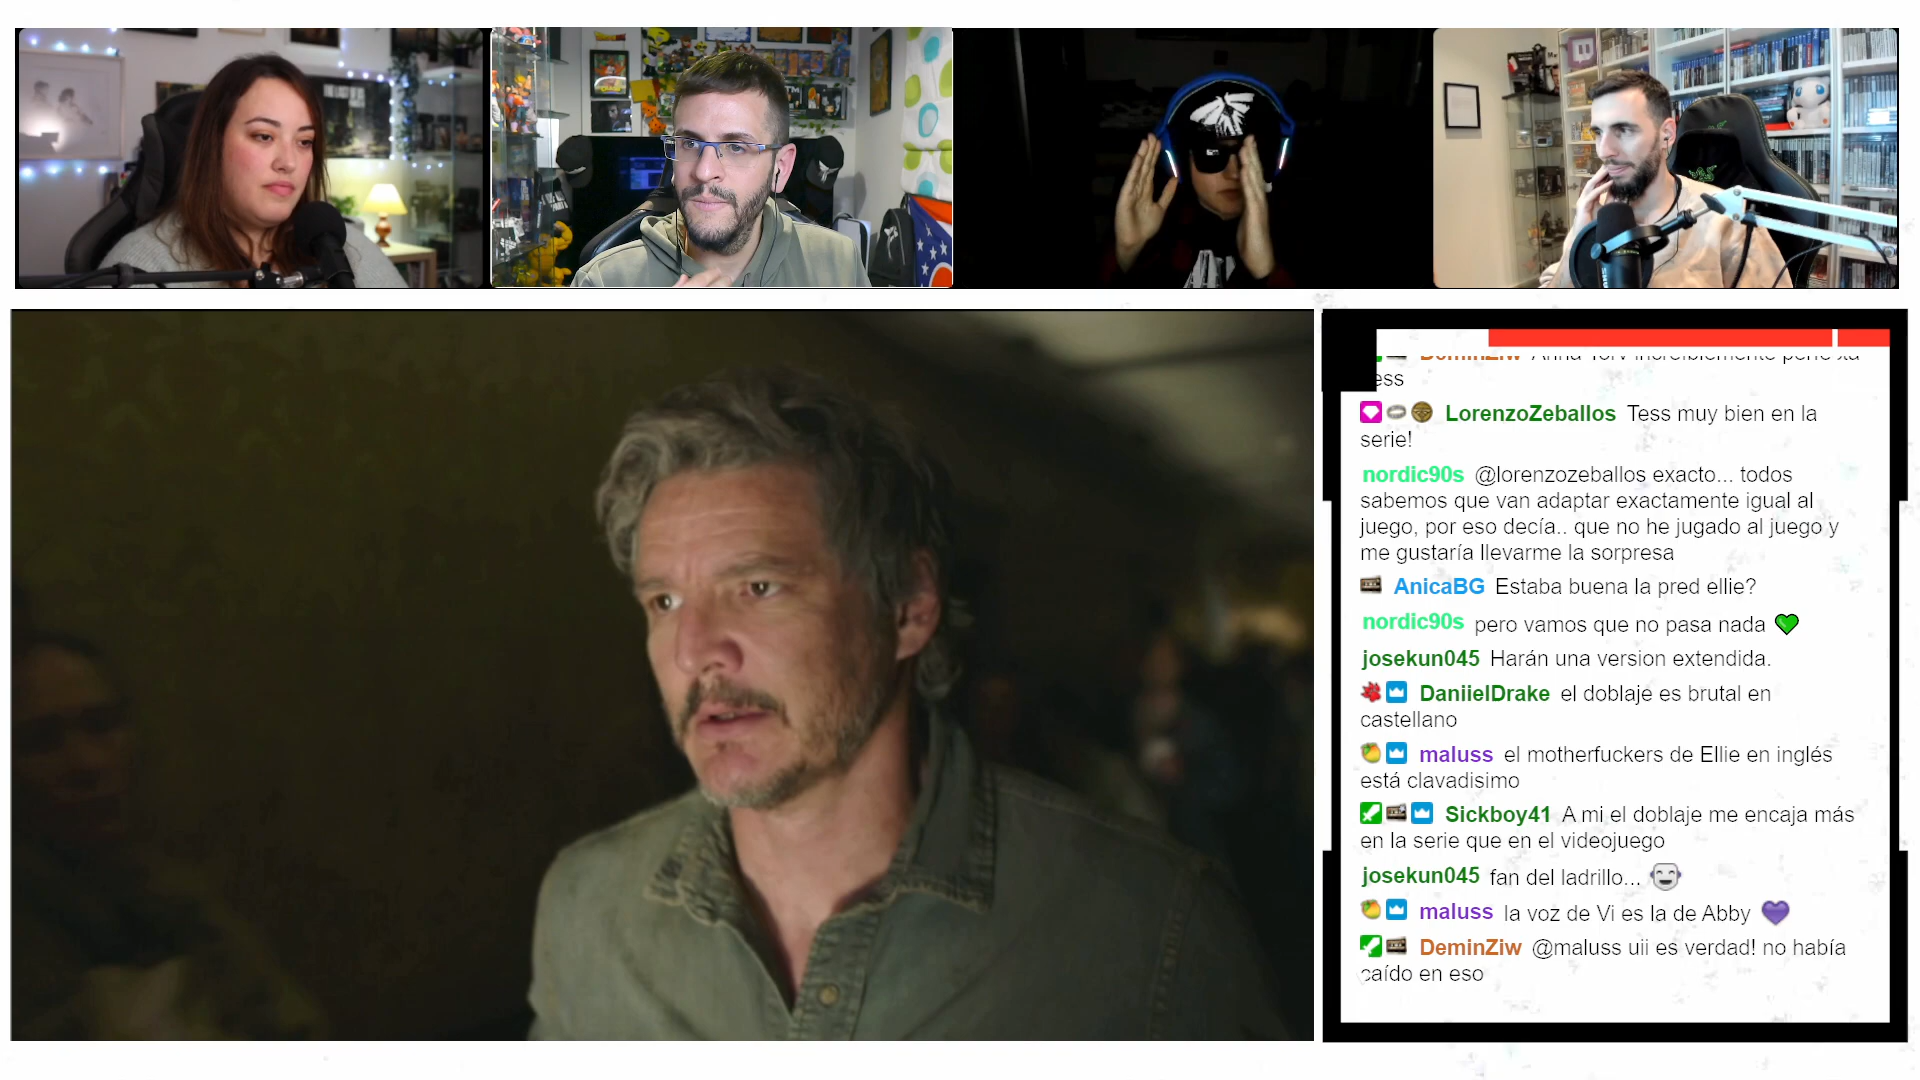 DeminZiw Anna Torv increíblemente
ess
LorenzoZeballos Tess muy bien en la
serie!
nordic90s @lorenzozeballos exacto... todos
sabemos que van adaptar exactamente igual al
juego, por eso decía.. que no he jugado al juego y
me gustaría llevarme la sorpresa
AnicaBG Estaba buena la pred ellie?
nordic90s pero vamos que no pasa nada 💚
josekun045 Harán una version extendida.
DaniielDrake el doblaje es brutal en
castellano
maluss el motherfuckers de Ellie en inglés
está clavadisimo
Sickboy41 A mi el doblaje me encaja más
en la serie que en el videojuego
josekun045 fan del ladrillo...
maluss la voz de Vi es la de Abby 💜
DeminZiw @maluss uii es verdad! no había
caído en eso